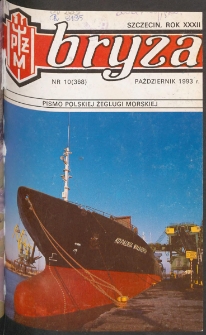 SZCZECIN, ROK XXXII
PŻM
bryza
NR 10(388)
PAŹDZIERNIK 1993 r.
PISMO POLSKIEJ ŻEGLUGI MORSKIEJ